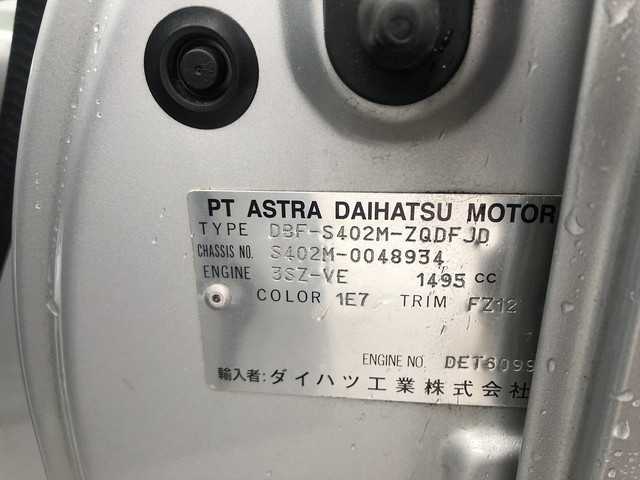 PT ASTRA DAIHATSU MOTOR
TYPE DBF-S402M-ZQDFJD
CHASSIS NO. S402M-0048934
ENGINE 3SZ-VE 1495 CC
COLOR 1E7 TRIM FZ12
ENGINE NO. DET6099
輸入者:ダイハツ工業株式会社